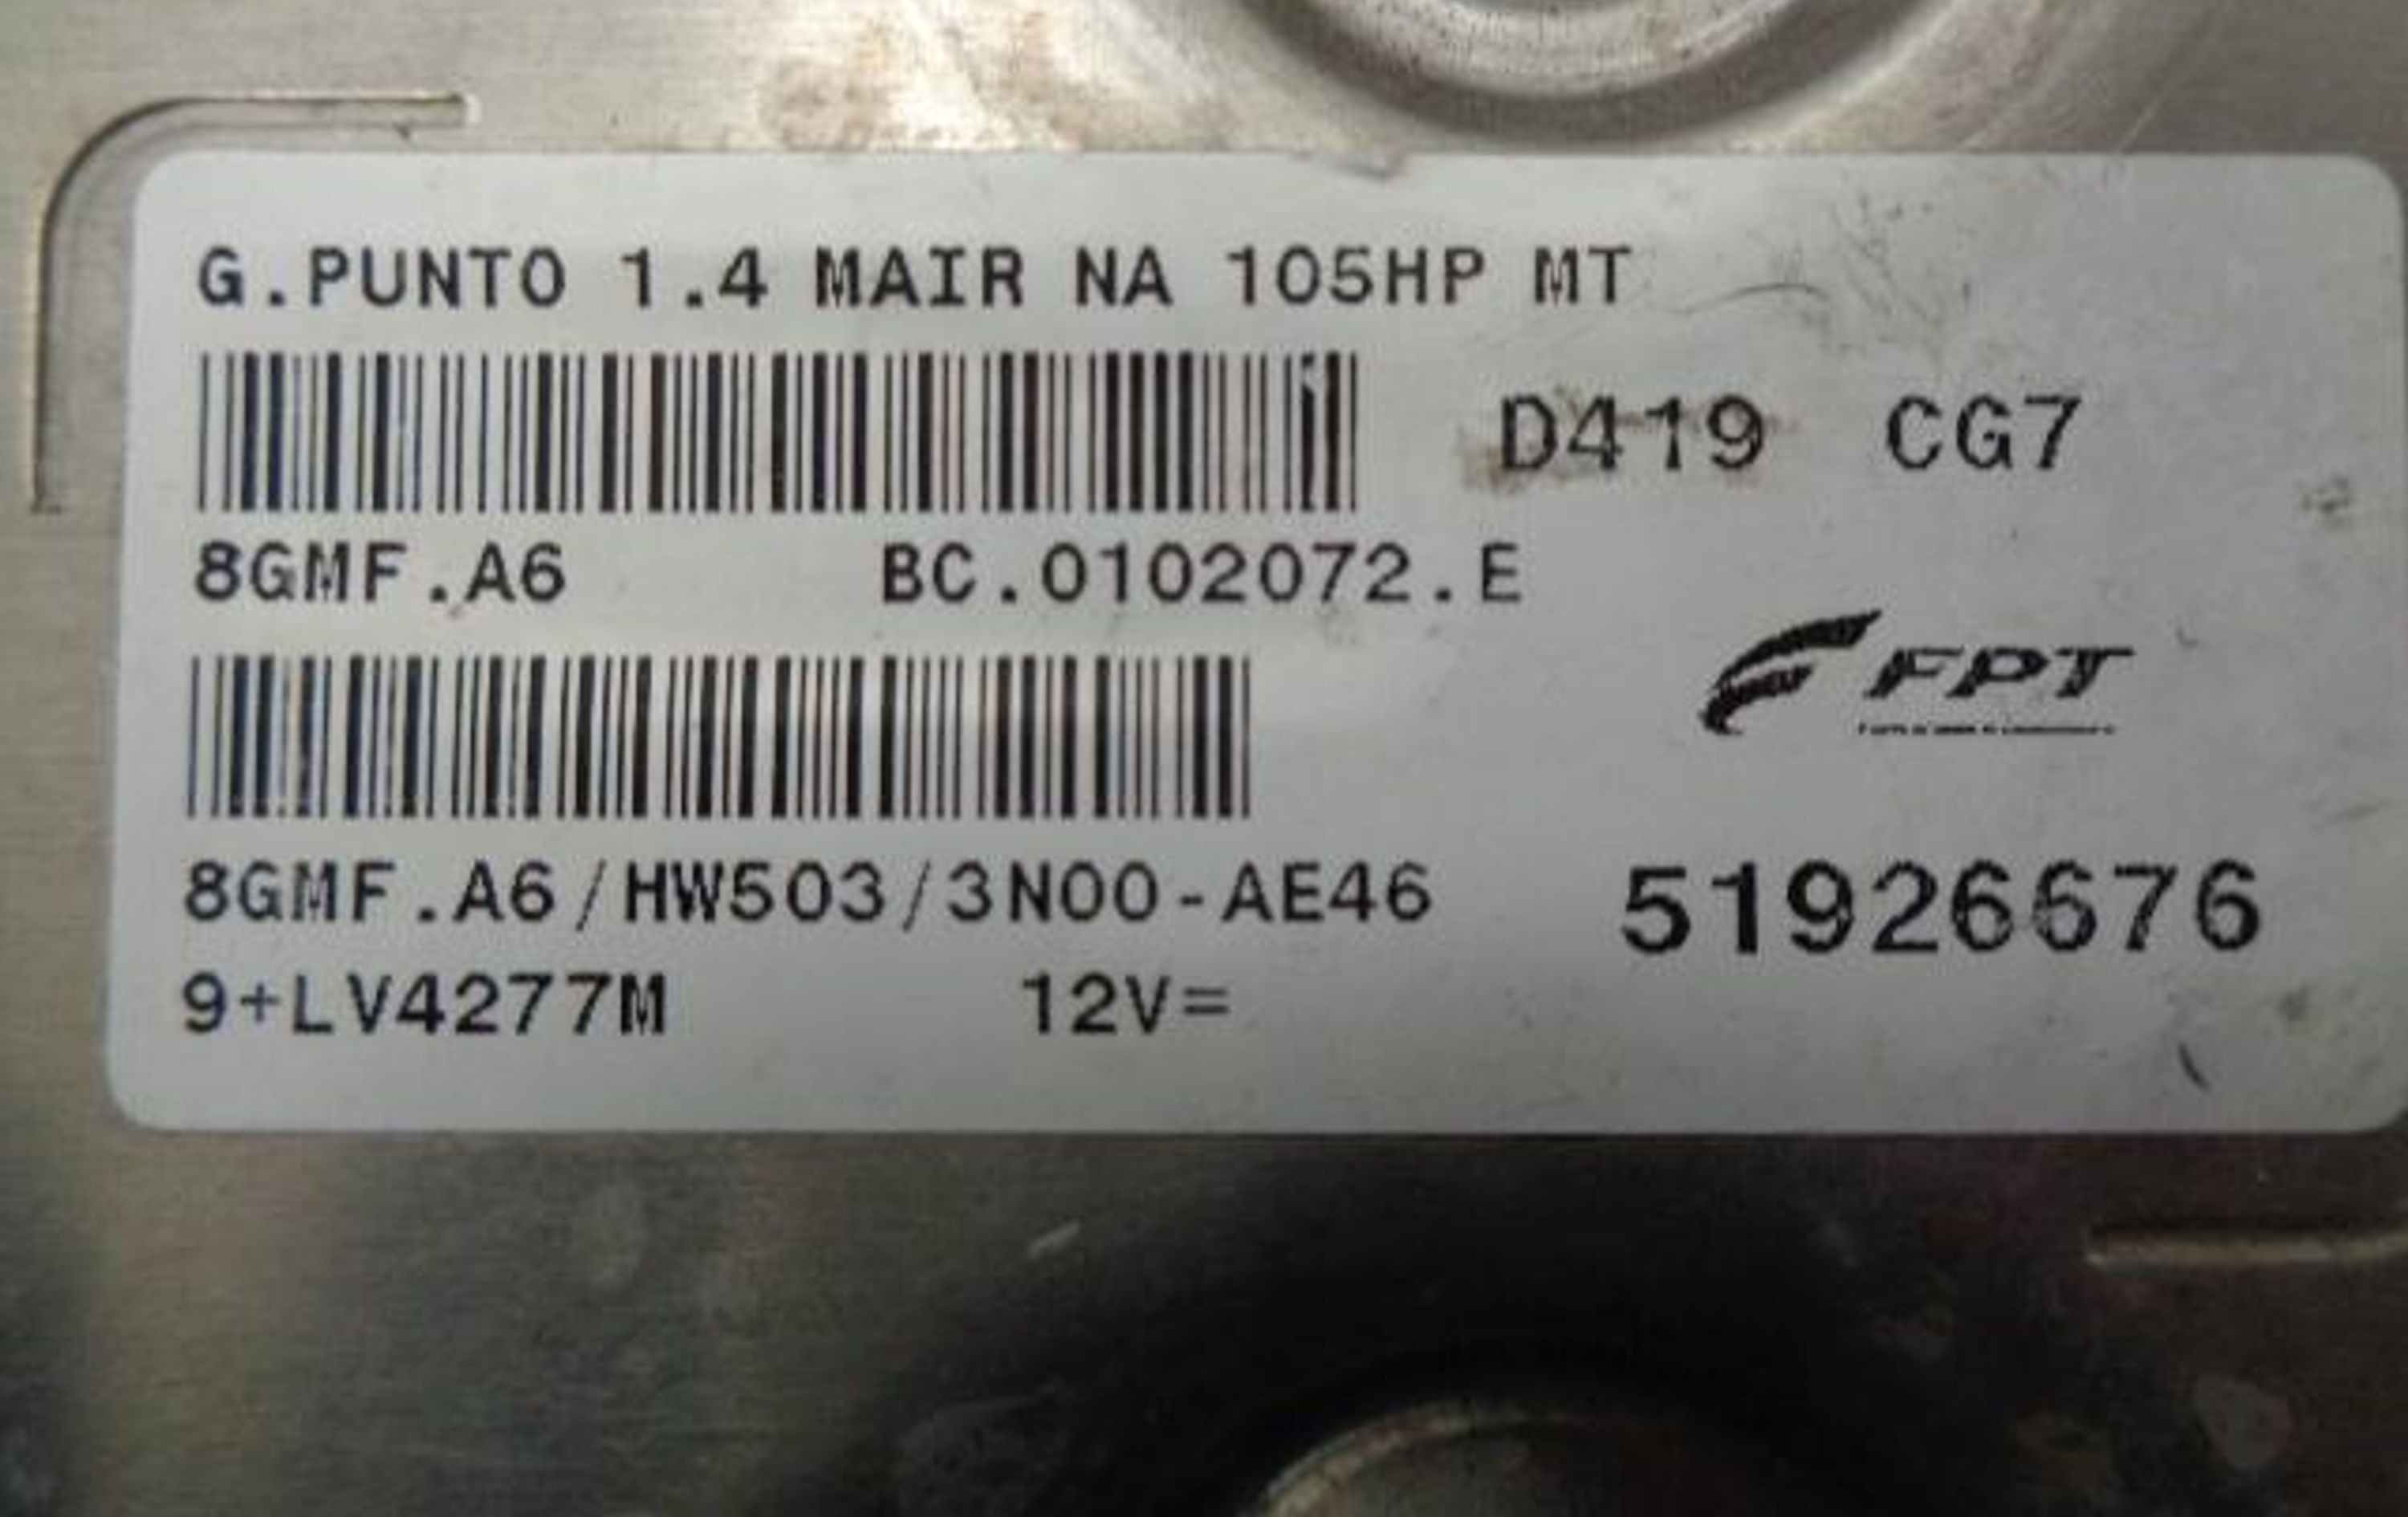 G.PUNTO 1.4 MAIR NA 105HP MT
D419 CG7
8GMF.A6 BC.0102072.E
FPT
8GMF.A6/HW503/3N00-AE46
51926676
9+LV4277M 12V=